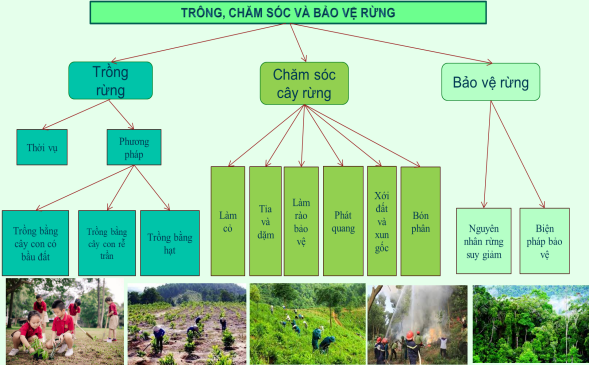 TRỒNG, CHĂM SÓC VÀ BẢO VỆ RỪNG
Trồng
rừng
Chăm sóc
cây rừng
Bảo vệ rừng
Thời vụ
Phương
pháp
Trồng bằng
cây con có
bầu đất
Trồng bằng
cây con rễ
trần
Trồng bằng
hạt
Làm
cỏ
Tỉa
và
dặm
Làm
rào
bảo
vệ
Phát
quang
Xới
đất
và
xun
gốc
Bón
phân
Nguyên
nhân rừng
suy giảm
Biện
pháp bảo
vệ